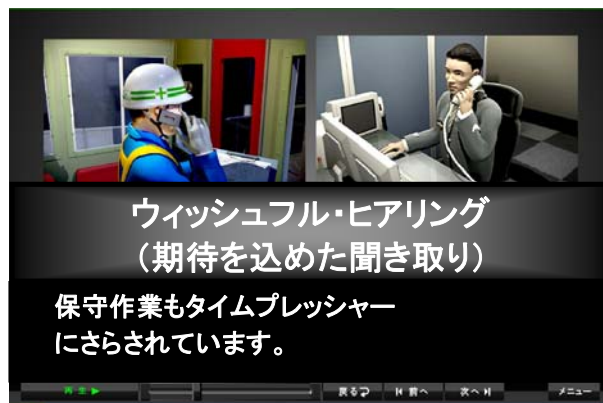 ウィッシュフル・ヒアリング
(期待を込めた聞き取り)
保守作業もタイムプレッシャー
にさらされています。
再生▶ 戻る 前へ 次へ メニュー